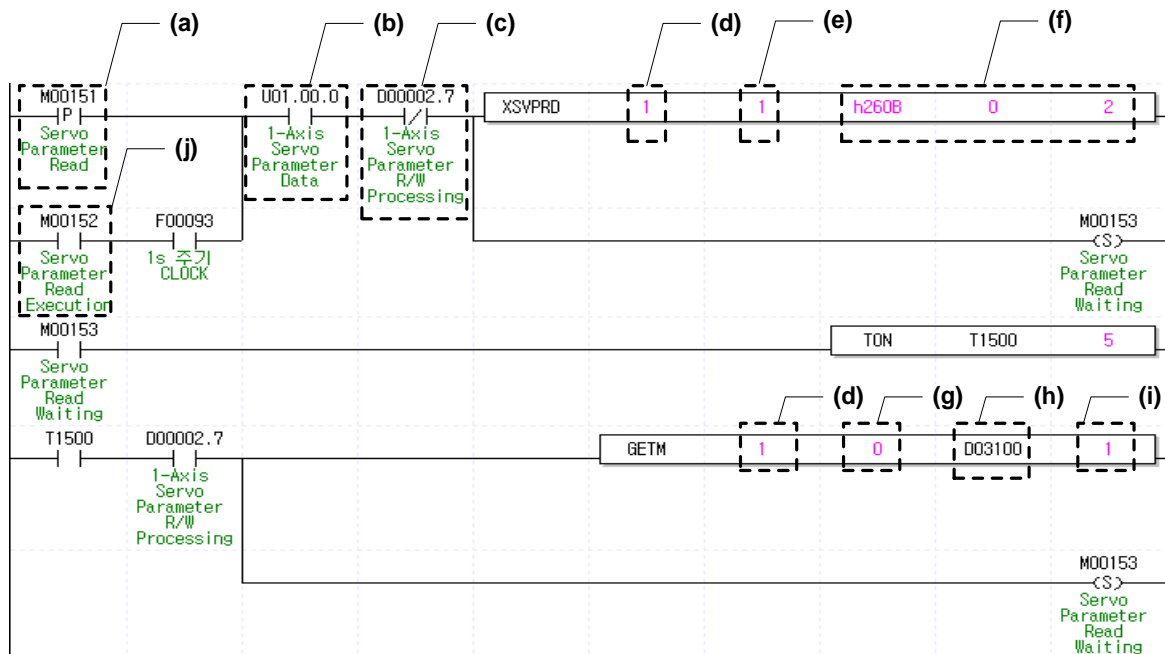 (a) (b) (c) (d) (e) (f)
M00151 U01.00.0 D00002.7
P XSVPRD 1 1 h260B 0 2
Servo 1-Axis 1-Axis
Parameter Servo Servo
Read Parameter Parameter
Data R/W
Processing
(j)
M00152 F00093 M00153
(S)
Servo 1s 주기 Servo
Parameter CLOCK Parameter
Read Read
Execution Waiting
M00153
TON T1500 5
Servo
Parameter
Read
Waiting
(d) (g) (h) (i)
T1500 D00002.7
GETM 1 0 D03100 1
1-Axis
Servo
Parameter
R/W
Processing
M00153
(S)
Servo
Parameter
Read
Waiting